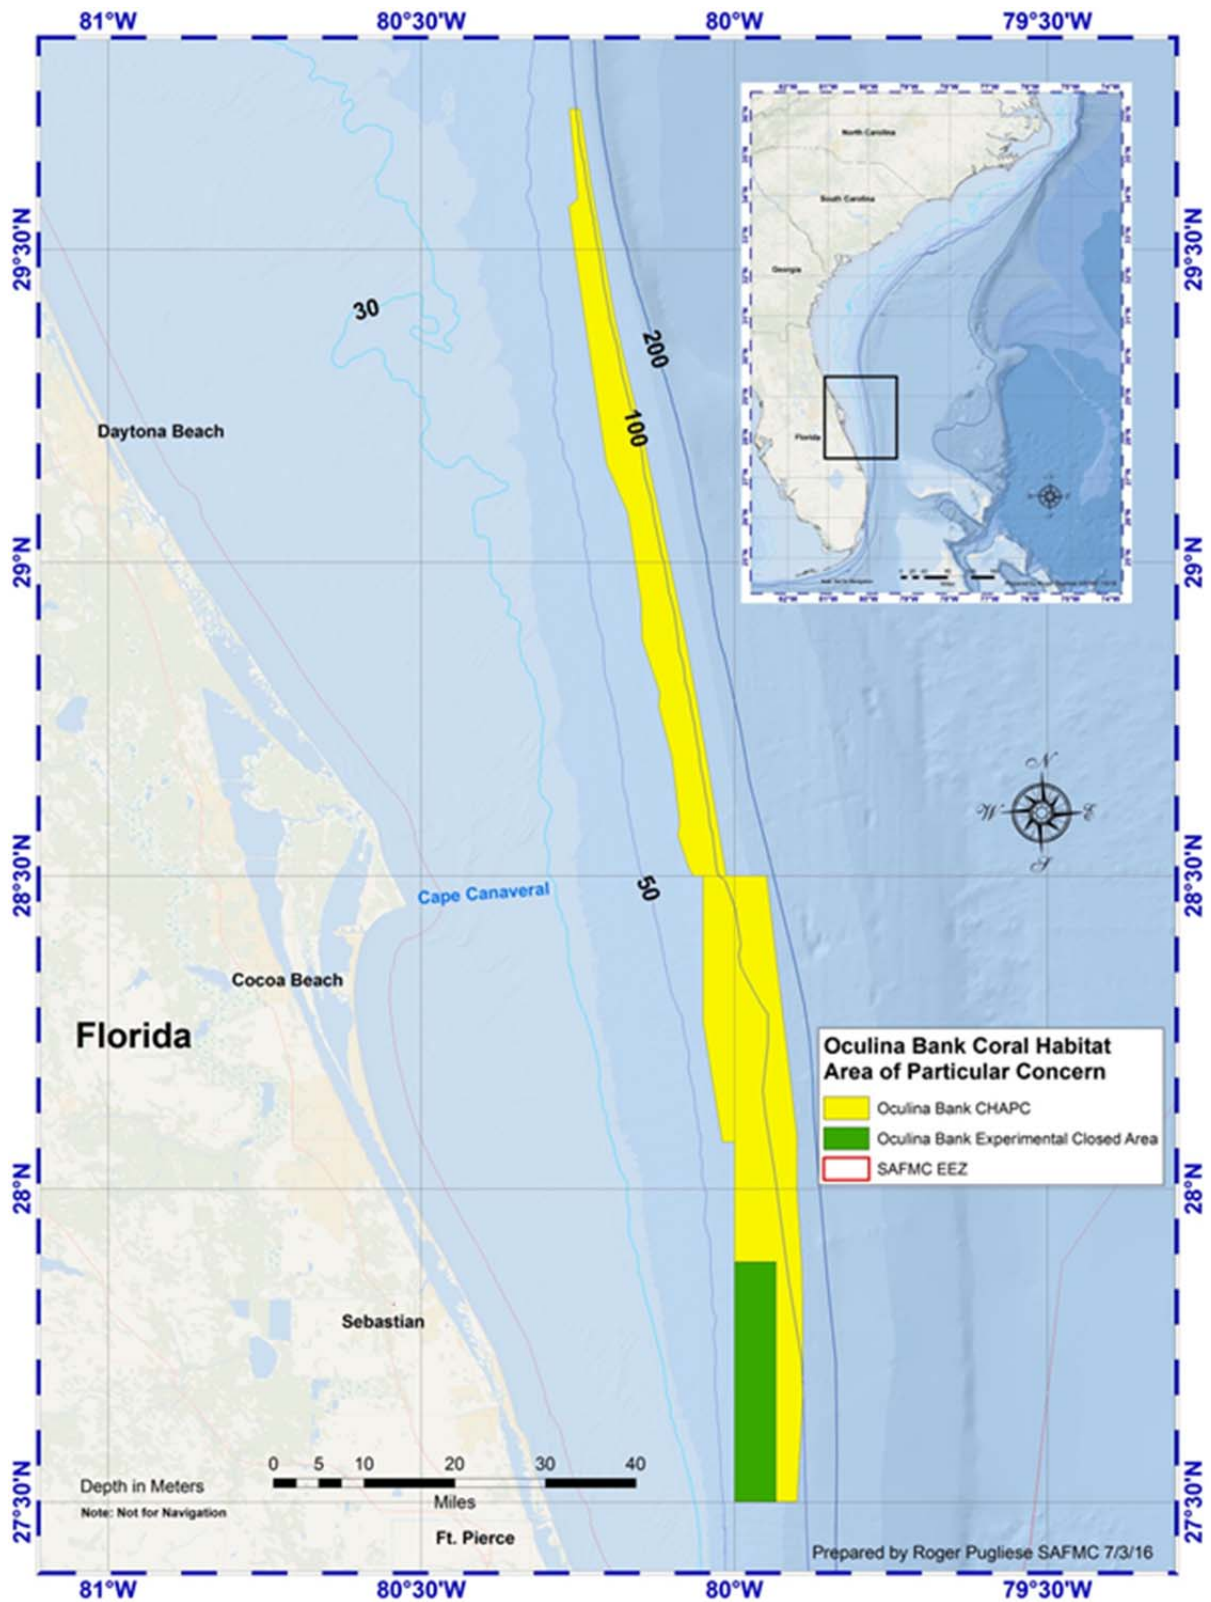 81°W 80°30'W 80°W 79°30'W
North Carolina
South Carolina
29°30'N 29°30'N
Georgia
30
200
100
Daytona Beach
Florida
29°N 29°N
N
W E
S
28°30'N 28°30'N
50
Cape Canaveral
Cocoa Beach
Florida
Oculina Bank Coral Habitat
Area of Particular Concern
Oculina Bank CHAPC
Oculina Bank Experimental Closed Area
SAFMC EEZ
28°N 28°N
Sebastian
0 5 10 20 30 40
Depth in Meters
Miles
Note: Not for Navigation
27°30'N 27°30'N
Ft. Pierce
Prepared by Roger Pugliese SAFMC 7/3/16
81°W 80°30'W 80°W 79°30'W